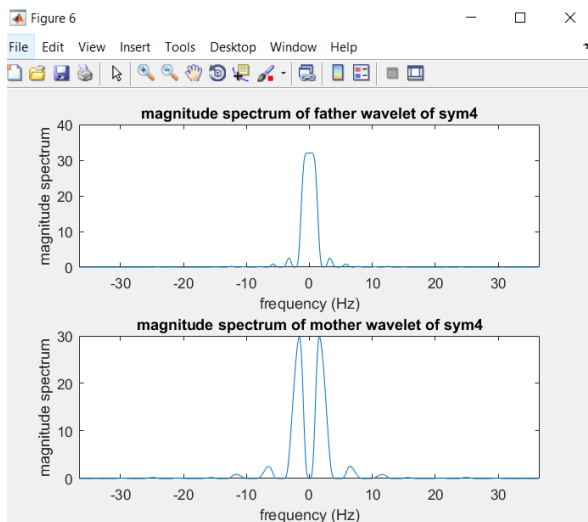 Figure 6
File Edit View Insert Tools Desktop Window Help
magnitude spectrum of father wavelet of sym4
magnitude spectrum
40
30
20
10
0
-30 -20 -10 0 10 20 30
frequency (Hz)
magnitude spectrum of mother wavelet of sym4
magnitude spectrum
30
20
10
0
-30 -20 -10 0 10 20 30
frequency (Hz)